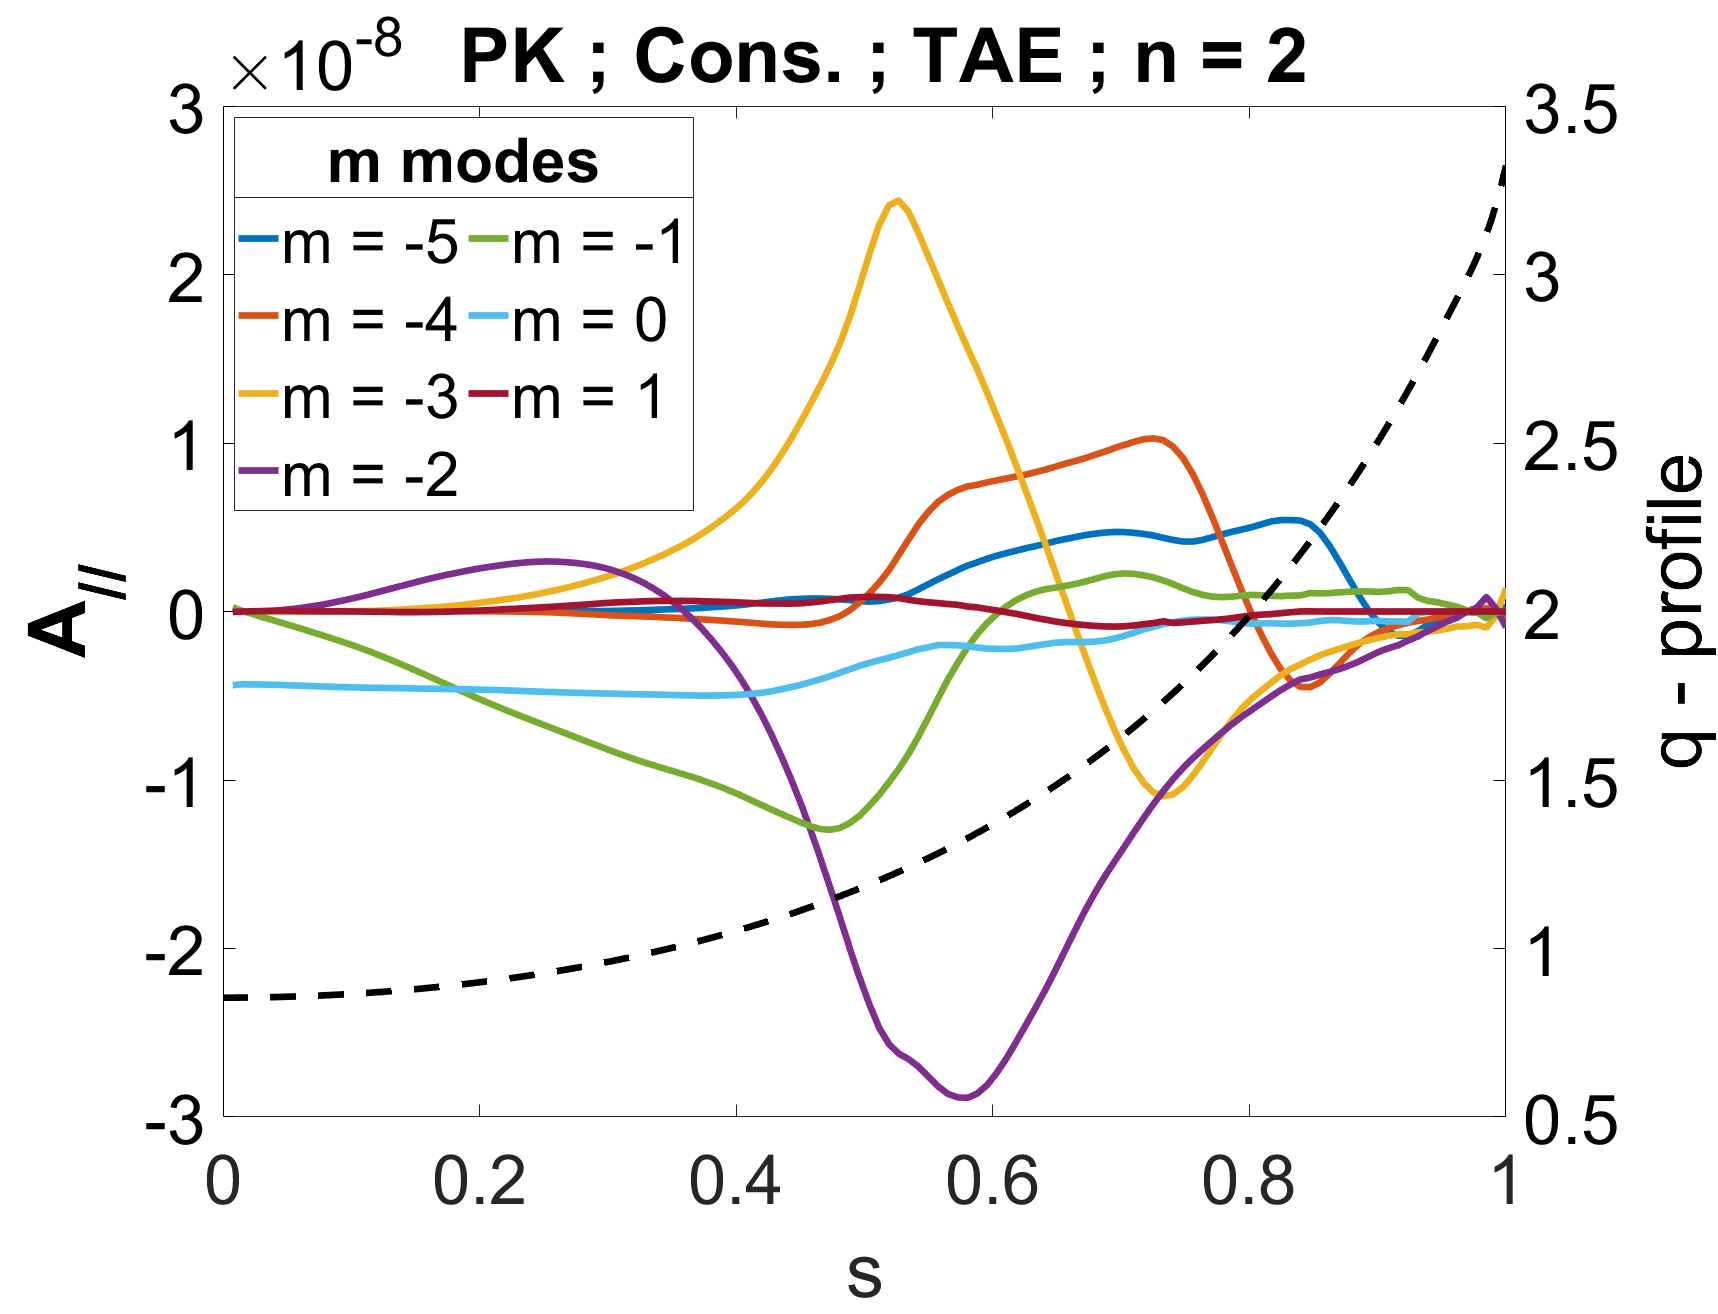 ×10-8 PK ; Cons. ; TAE ; n = 2
m modes
m = -5 m = -1
m = -4 m = 0
m = -3 m = 1
m = -2
3
2
1
0
-1
-2
-3
A//
3.5
3
2.5
2
1.5
1
0.5
q - profile
0 0.2 0.4 0.6 0.8 1
s